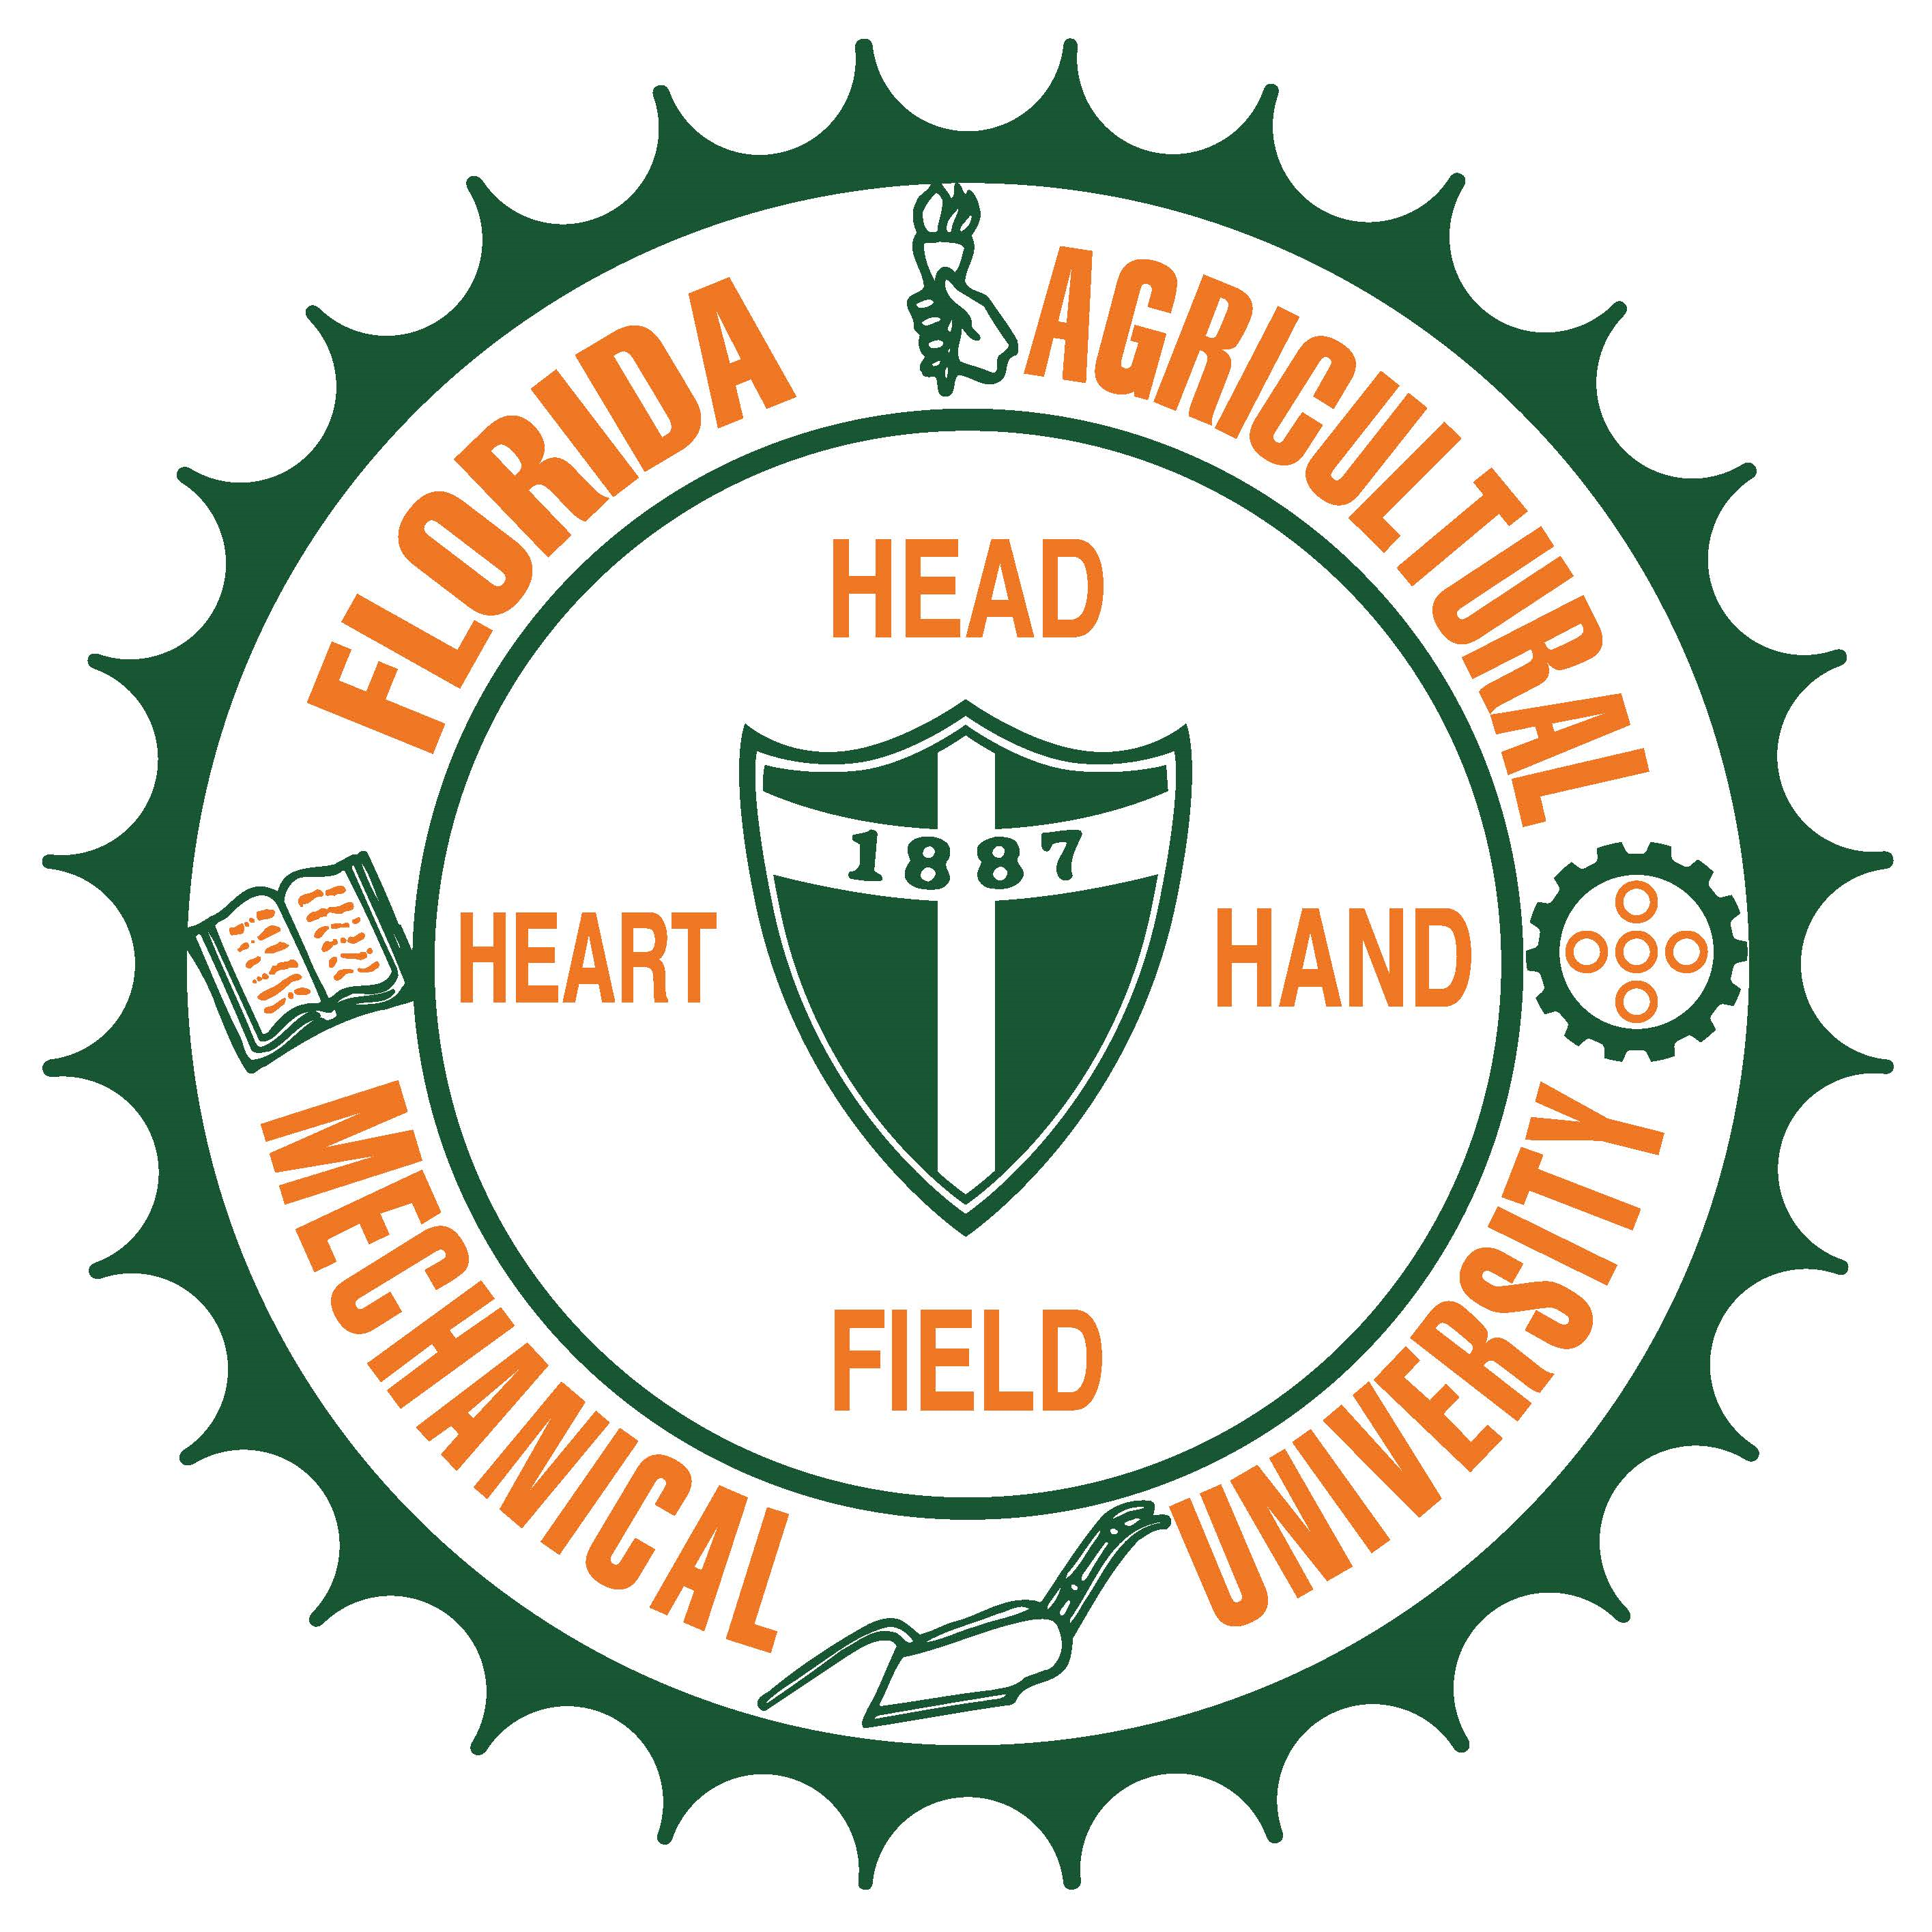 FLORIDA
AGRICULTURAL
MECHANICAL
UNIVERSITY
HEAD
HEART
1887
HAND
FIELD